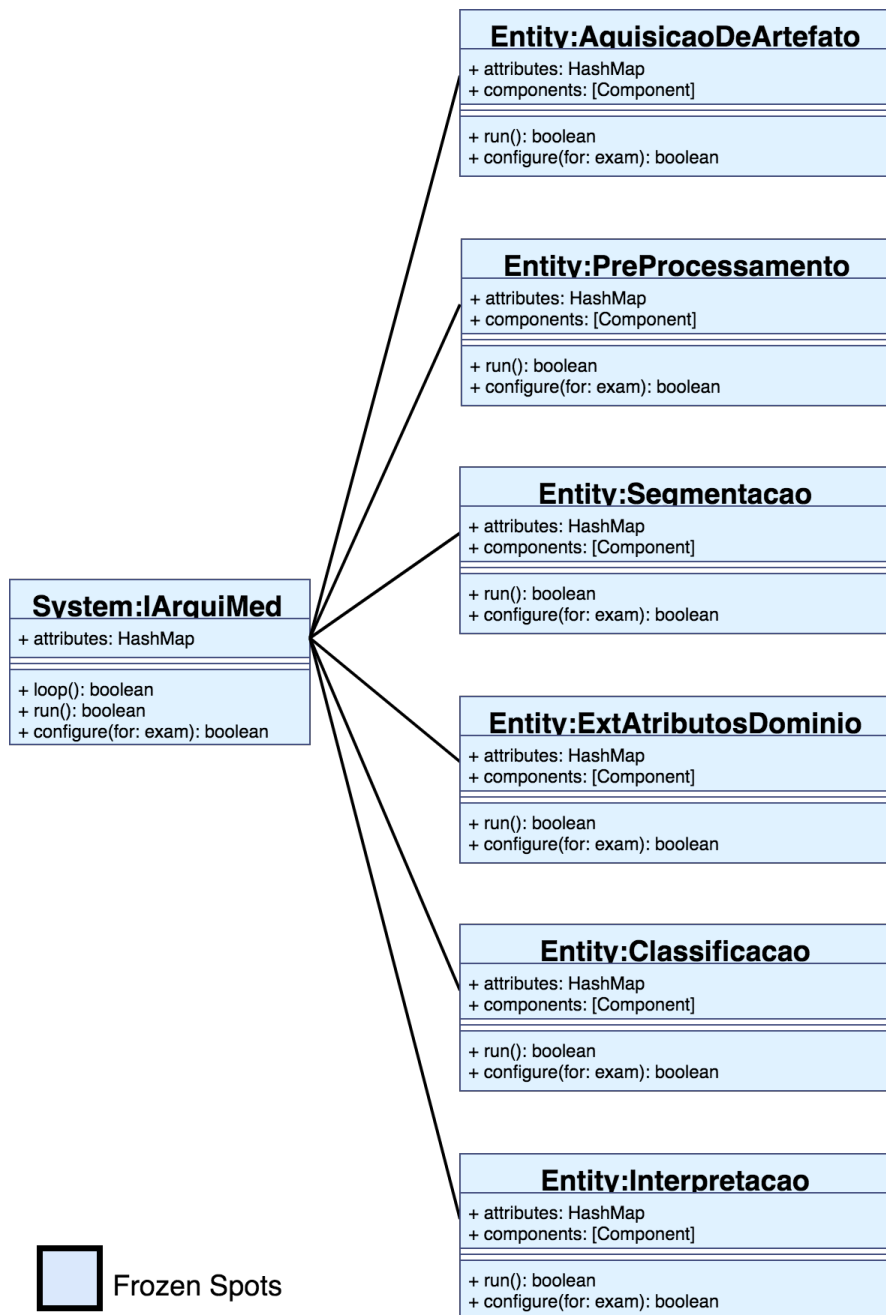 Entity:AquisicaoDeArtefato
+ attributes: HashMap
+ components: [Component]
+ run(): boolean
+ configure(for: exam): boolean
Entity:PreProcessamento
+ attributes: HashMap
+ components: [Component]
+ run(): boolean
+ configure(for: exam): boolean
Entity:Segmentacao
+ attributes: HashMap
+ components: [Component]
+ run(): boolean
+ configure(for: exam): boolean
System:IArquiMed
+ attributes: HashMap
+ loop(): boolean
+ run(): boolean
+ configure(for: exam): boolean
Entity:ExtAtributosDominio
+ attributes: HashMap
+ components: [Component]
+ run(): boolean
+ configure(for: exam): boolean
Entity:Classificacao
+ attributes: HashMap
+ components: [Component]
+ run(): boolean
+ configure(for: exam): boolean
Entity:Interpretacao
+ attributes: HashMap
+ components: [Component]
+ run(): boolean
+ configure(for: exam): boolean
Frozen Spots